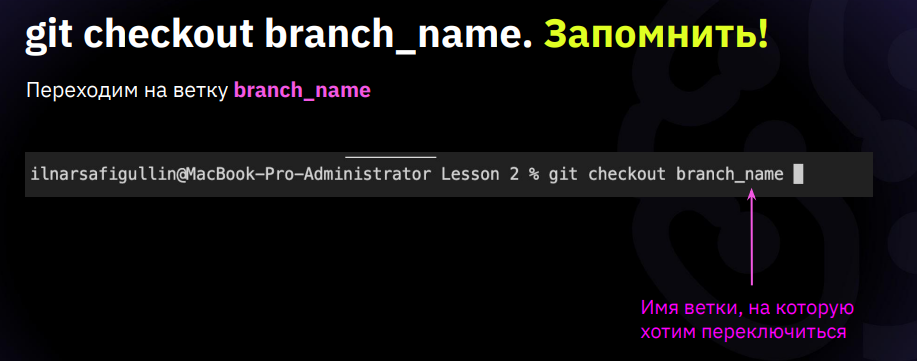 git checkout branch_name. Запомнить!
Переходим на ветку branch_name
ilnarsafigullin@MacBook-Pro-Administrator Lesson 2 % git checkout branch_name
Имя ветки, на которую
хотим переключиться